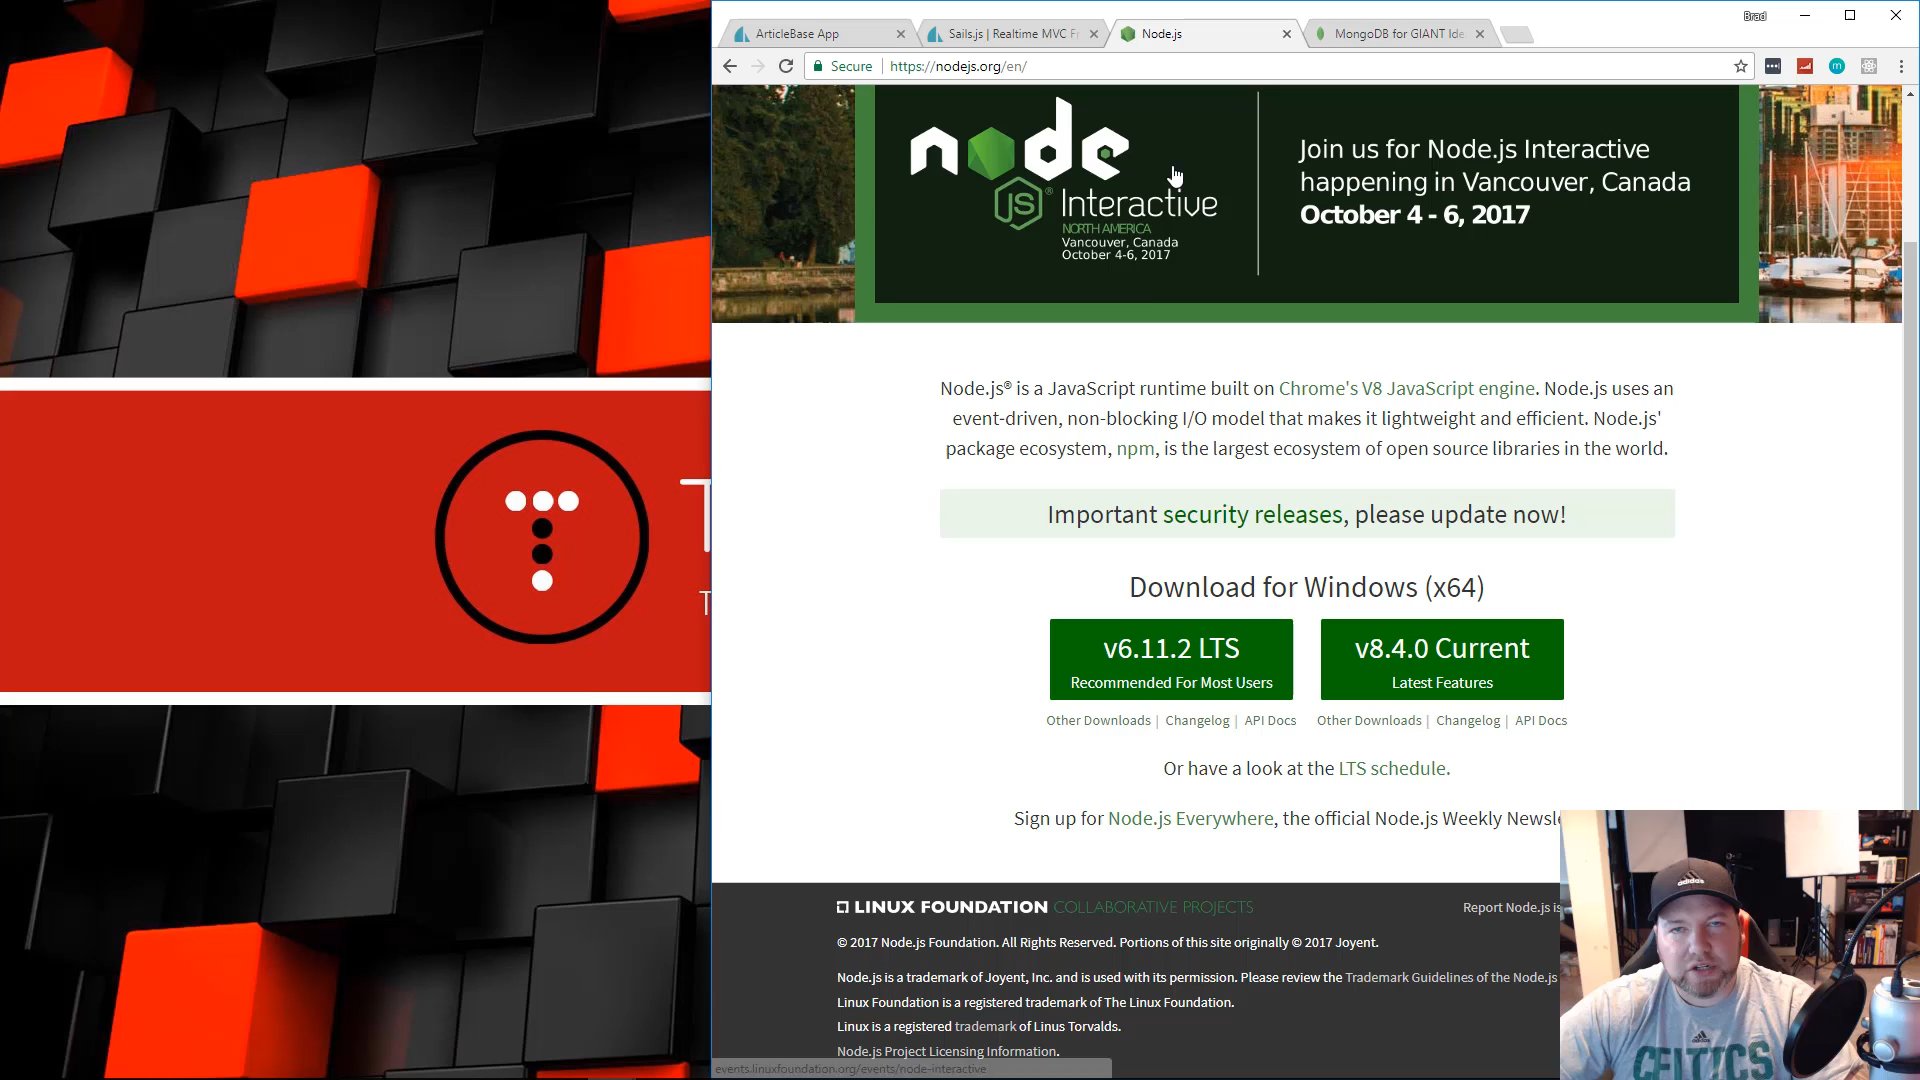 Brad
ArticleBase App
Sails.js | Realtime MVC Fr
Node.js
MongoDB for GIANT Ide
Secure
https://nodejs.org/en/
node
JS
®
Interactive
NORTH AMERICA
Vancouver, Canada
October 4-6, 2017
Join us for Node.js Interactive
happening in Vancouver, Canada
October 4 - 6, 2017
Node.js® is a JavaScript runtime built on Chrome's V8 JavaScript engine. Node.js uses an
event-driven, non-blocking I/O model that makes it lightweight and efficient. Node.js'
package ecosystem, npm, is the largest ecosystem of open source libraries in the world.
Important security releases, please update now!
Download for Windows (x64)
v6.11.2 LTS
Recommended For Most Users
v8.4.0 Current
Latest Features
Other Downloads | Changelog | API Docs
Other Downloads | Changelog | API Docs
Or have a look at the LTS schedule.
Sign up for Node.js Everywhere, the official Node.js Weekly Newsle
LINUX FOUNDATION COLLABORATIVE PROJECTS
Report Node.js is
© 2017 Node.js Foundation. All Rights Reserved. Portions of this site originally © 2017 Joyent.
Node.js is a trademark of Joyent, Inc. and is used with its permission. Please review the Trademark Guidelines of the Node.js
Linux Foundation is a registered trademark of The Linux Foundation.
Linux is a registered trademark of Linus Torvalds.
Node.js Project Licensing Information.
events.linuxfoundation.org/events/node-interactive
T
T
m
adidas
adidas
CELTICS